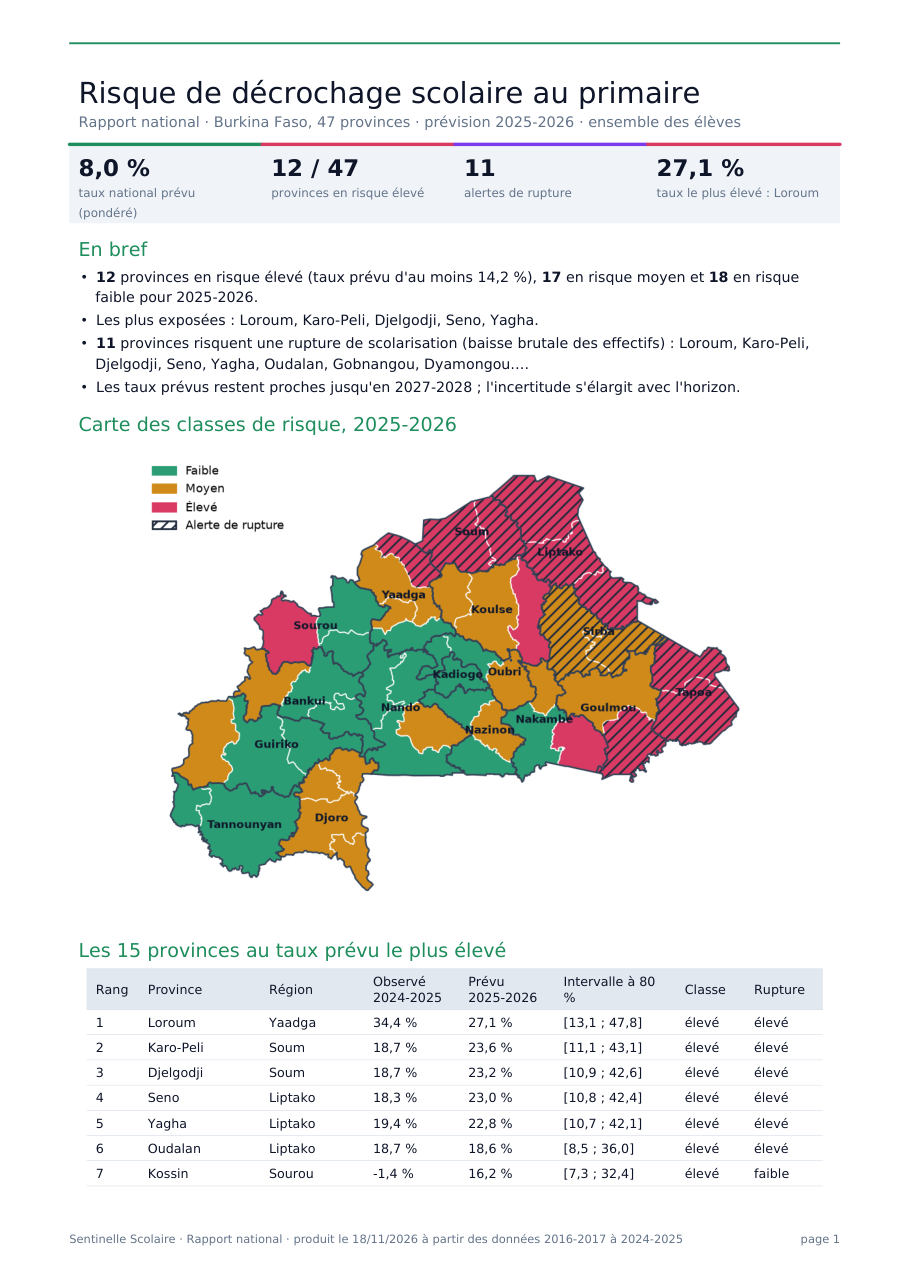 Risque de décrochage scolaire au primaire
Rapport national · Burkina Faso, 47 provinces · prévision 2025-2026 · ensemble des élèves
8,0 %
taux national prévu
(pondéré)
12 / 47
provinces en risque élevé
11
alertes de rupture
27,1 %
taux le plus élevé : Loroum
En bref
• 12 provinces en risque élevé (taux prévu d'au moins 14,2 %), 17 en risque moyen et 18 en risque
faible pour 2025-2026.
• Les plus exposées : Loroum, Karo-Peli, Djelgodji, Seno, Yagha.
• 11 provinces risquent une rupture de scolarisation (baisse brutale des effectifs) : Loroum, Karo-Peli,
Djelgodji, Seno, Yagha, Oudalan, Gobnangou, Dyamongou....
• Les taux prévus restent proches jusqu'en 2027-2028 ; l'incertitude s'élargit avec l'horizon.
Carte des classes de risque, 2025-2026
Faible
Moyen
Élevé
Alerte de rupture
Soum
Liptako
Yaadga
Koulse
Sourou
Sirba
Kadiogo
Oubri
Tapoa
Bankui
Nando
Goulmou
Nakambe
Nazinon
Guiriko
Djoro
Tannounyan
Les 15 provinces au taux prévu le plus élevé
Rang Province Région Observé 2024-2025 Prévu 2025-2026 Intervalle à 80 % Classe Rupture
1 Loroum Yaadga 34,4 % 27,1 % [13,1 ; 47,8] élevé élevé
2 Karo-Peli Soum 18,7 % 23,6 % [11,1 ; 43,1] élevé élevé
3 Djelgodji Soum 18,7 % 23,2 % [10,9 ; 42,6] élevé élevé
4 Seno Liptako 18,3 % 23,0 % [10,8 ; 42,4] élevé élevé
5 Yagha Liptako 19,4 % 22,8 % [10,7 ; 42,1] élevé élevé
6 Oudalan Liptako 18,7 % 18,6 % [8,5 ; 36,0] élevé élevé
7 Kossin Sourou -1,4 % 16,2 % [7,3 ; 32,4] élevé faible
Sentinelle Scolaire · Rapport national · produit le 18/11/2026 à partir des données 2016-2017 à 2024-2025
page 1